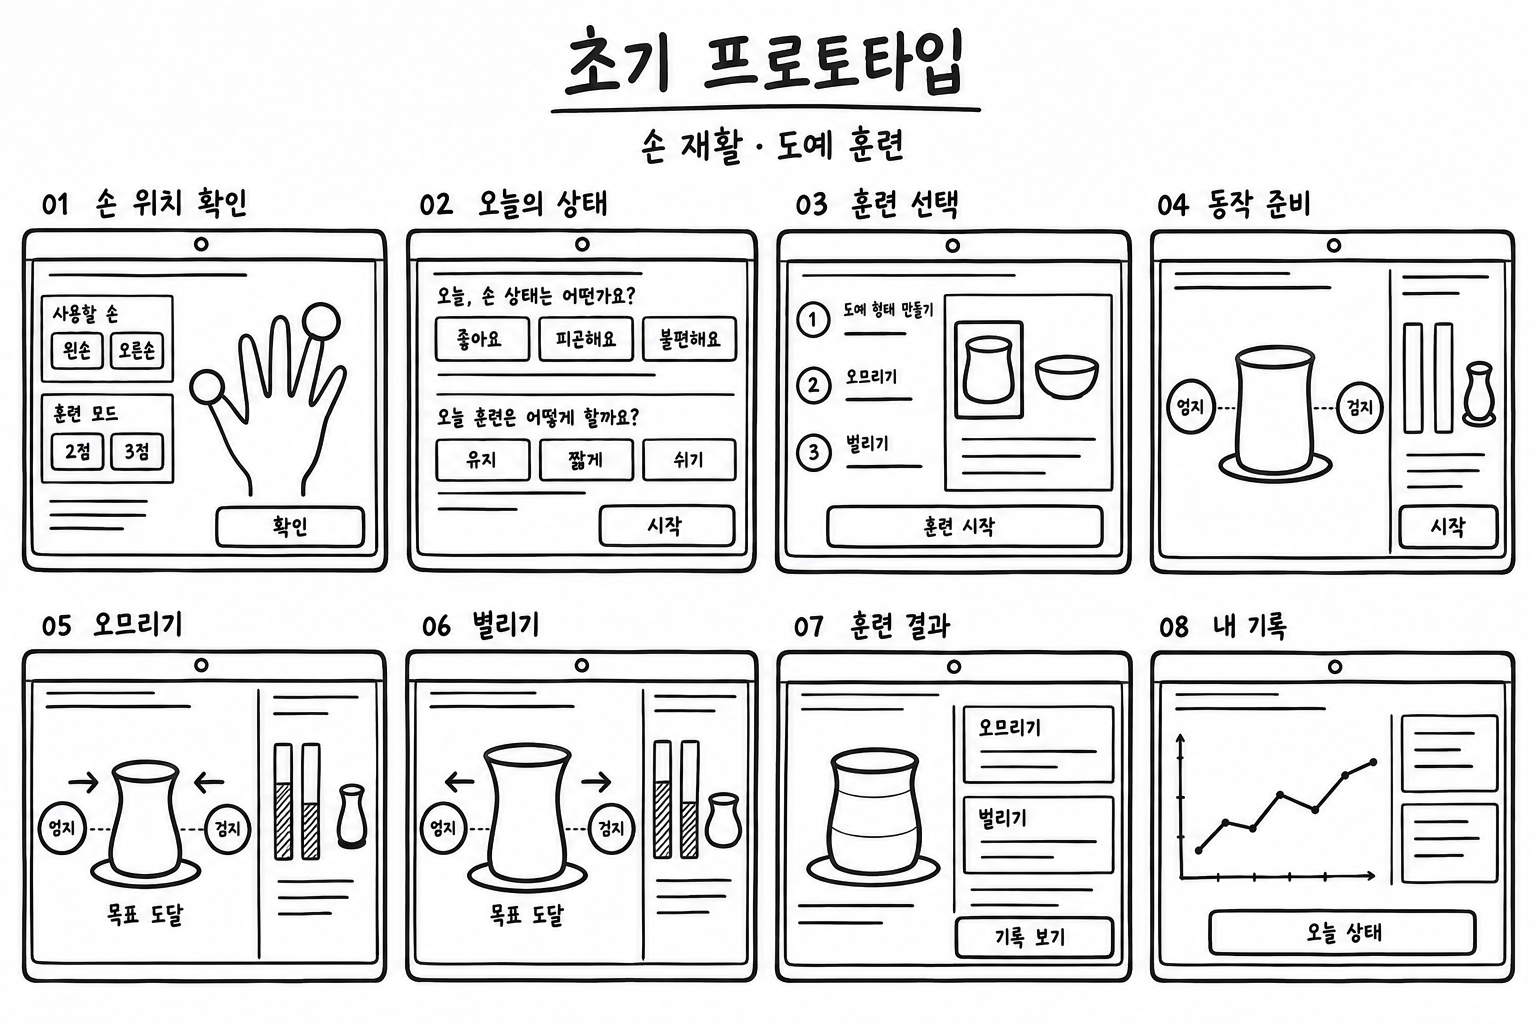 초기 프로토타입
손 재활 · 도예 훈련
01 손 위치 확인
사용할 손
왼손 오른손
훈련 모드
2점 3점
확인
02 오늘의 상태
오늘, 손 상태는 어떤가요?
좋아요 피곤해요 불편해요
오늘 훈련은 어떻게 할까요?
유지 짧게 쉬기
시작
03 훈련 선택
1 도예 형태 만들기
2 오므리기
3 벌리기
훈련 시작
04 동작 준비
엄지 검지
시작
05 오므리기
엄지 검지
목표 도달
06 벌리기
엄지 검지
목표 도달
07 훈련 결과
오므리기
벌리기
기록 보기
08 내 기록
오늘 상태